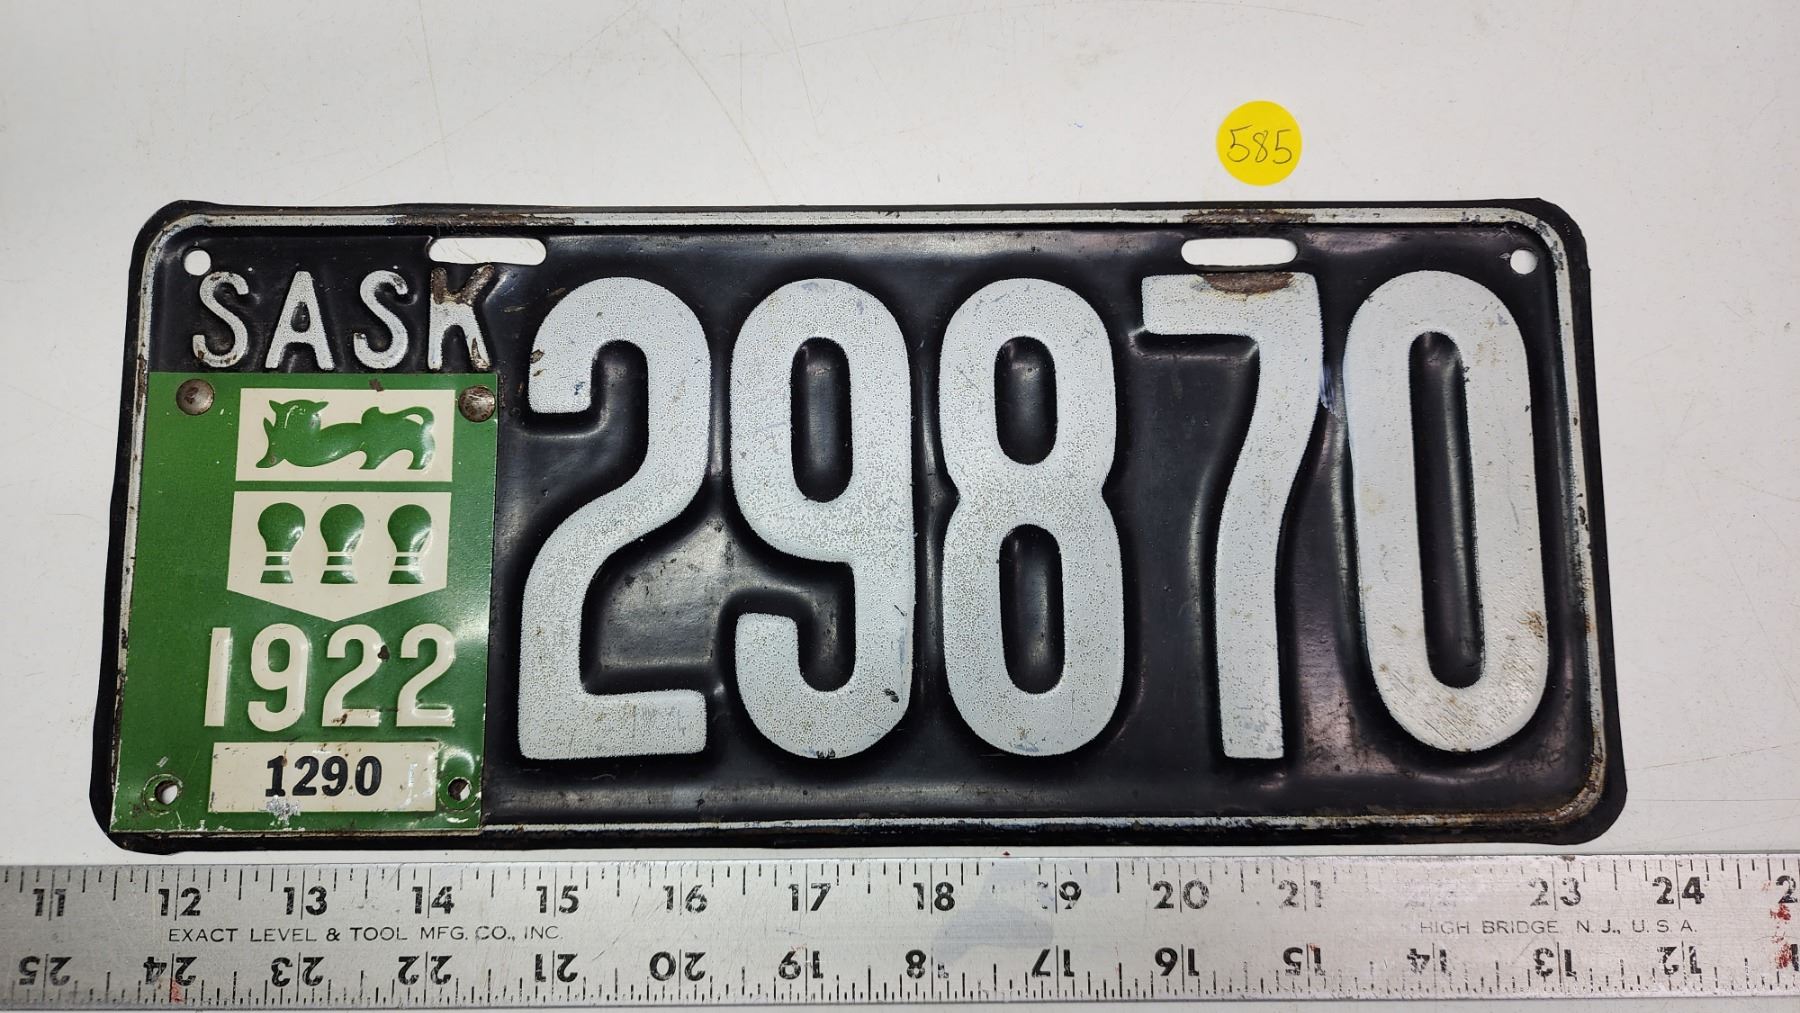 585
SASK
29870
1922
1290
11 12 13 14 15 16 17 18 19 20 21 22 23 24 2
EXACT LEVEL & TOOL MFG. CO., INC. HIGH BRIDGE, N. J., U. S. A.
25 24 23 22 21 20 19 18 17 16 15 14 13 12